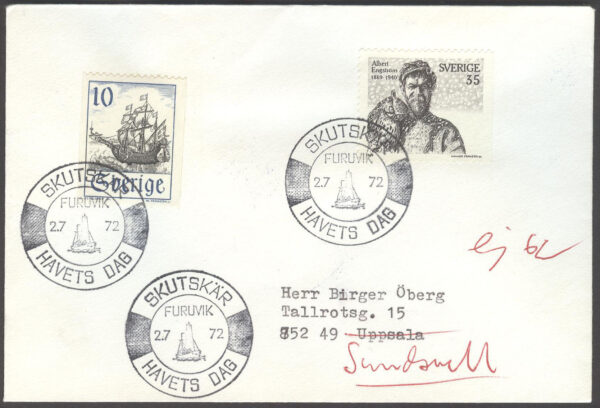 10
Sverige
Albert
Engström
1869-1940
SVERIGE
35
SKUTSKÄR
FURUVIK
2.7 72
HAVETS DAG
SKUTSKÄR
FURUVIK
2.7 72
HAVETS DAG
SKUTSKÄR
FURUVIK
2.7 72
HAVETS DAG
ej
Herr Birger Öberg
Tallrotsg. 15
852 49 Uppsala
Sundsvall